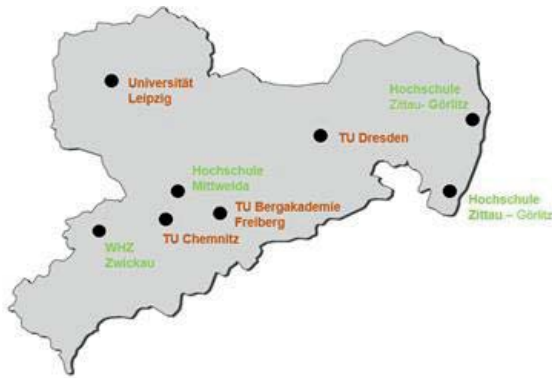 Universität
Leipzig
Hochschule
Zittau- Görlitz
TU Dresden
Hochschule
Mittweida
TU Bergakademie
Freiberg
Hochschule
Zittau – Görlitz
TU Chemnitz
WHZ
Zwickau